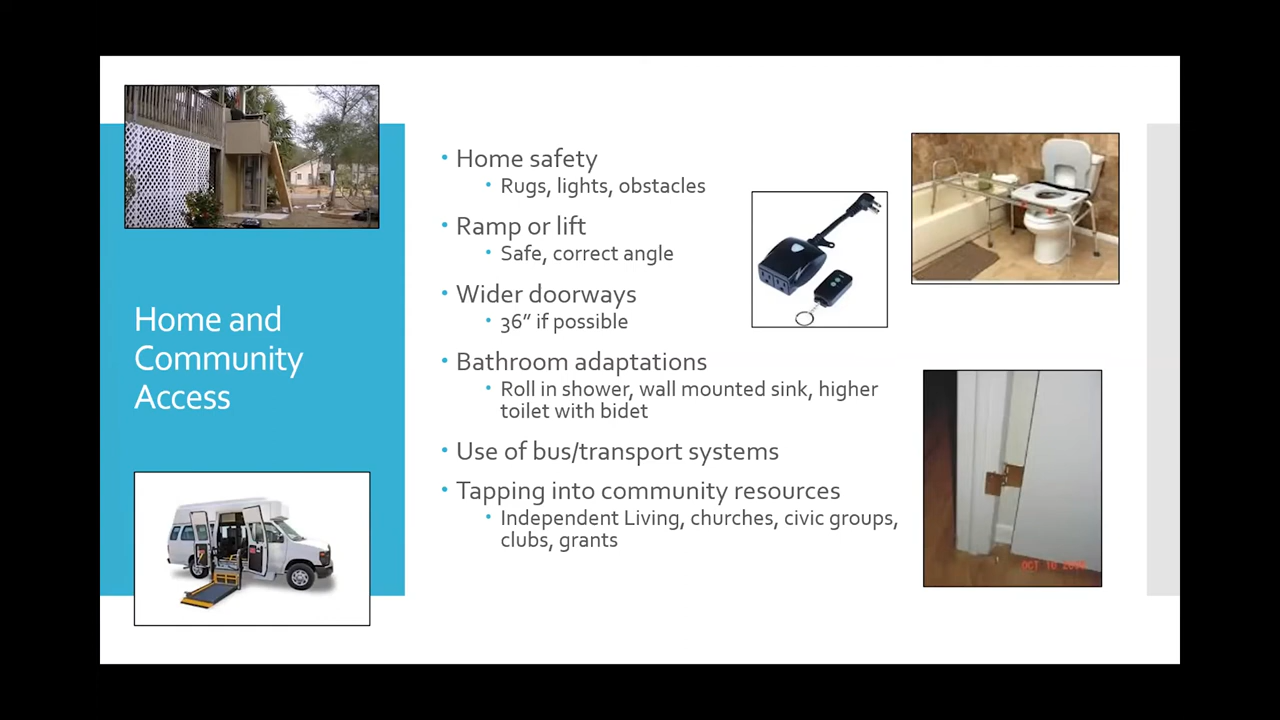 Home and
Community
Access
• Home safety
• Rugs, lights, obstacles
• Ramp or lift
• Safe, correct angle
• Wider doorways
• 36” if possible
• Bathroom adaptations
• Roll in shower, wall mounted sink, higher
toilet with bidet
• Use of bus/transport systems
• Tapping into community resources
• Independent Living, churches, civic groups,
clubs, grants
OCT 10